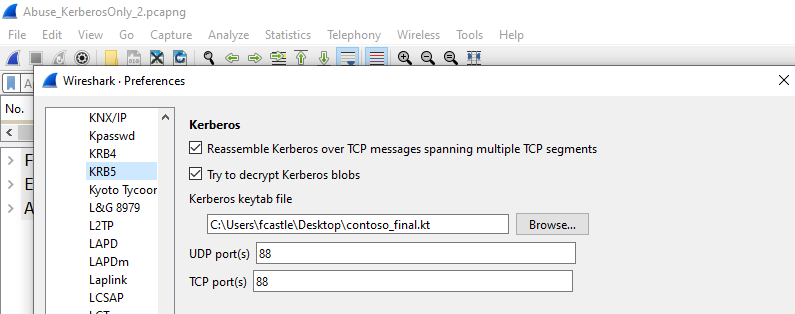 Abuse_KerberosOnly_2.pcapng
File Edit View Go Capture Analyze Statistics Telephony Wireless Tools Help
Wireshark · Preferences
No.
KNX/IP
Kpasswd
KRB4
KRB5
Kyoto Tycoon
L&G 8979
L2TP
LAPD
LAPDm
Laplink
LCSAP
Kerberos
Reassemble Kerberos over TCP messages spanning multiple TCP segments
Try to decrypt Kerberos blobs
Kerberos keytab file
C:\Users\fcastle\Desktop\contoso_final.kt Browse...
UDP port(s) 88
TCP port(s) 88